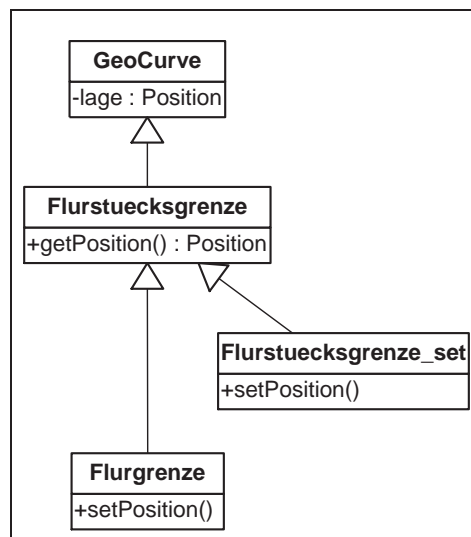 GeoCurve
-lage : Position
Flurstuecksgrenze
+getPosition() : Position
Flurstuecksgrenze_set
+setPosition()
Flurgrenze
+setPosition()